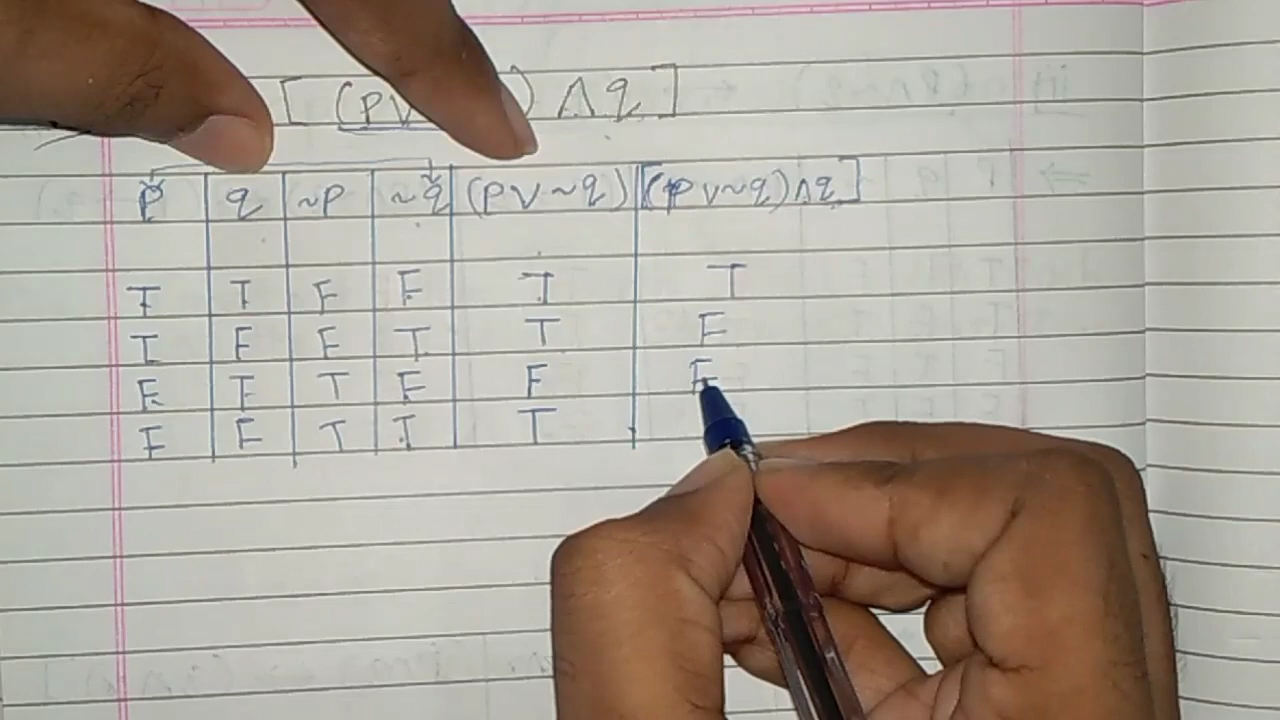 [ (p∨ ) ∧ q ]
p q ~p ~q (p∨~q) [(p∨~q)∧q]
T T F F T T
T F F T T F
F T T F F F
F F T T T